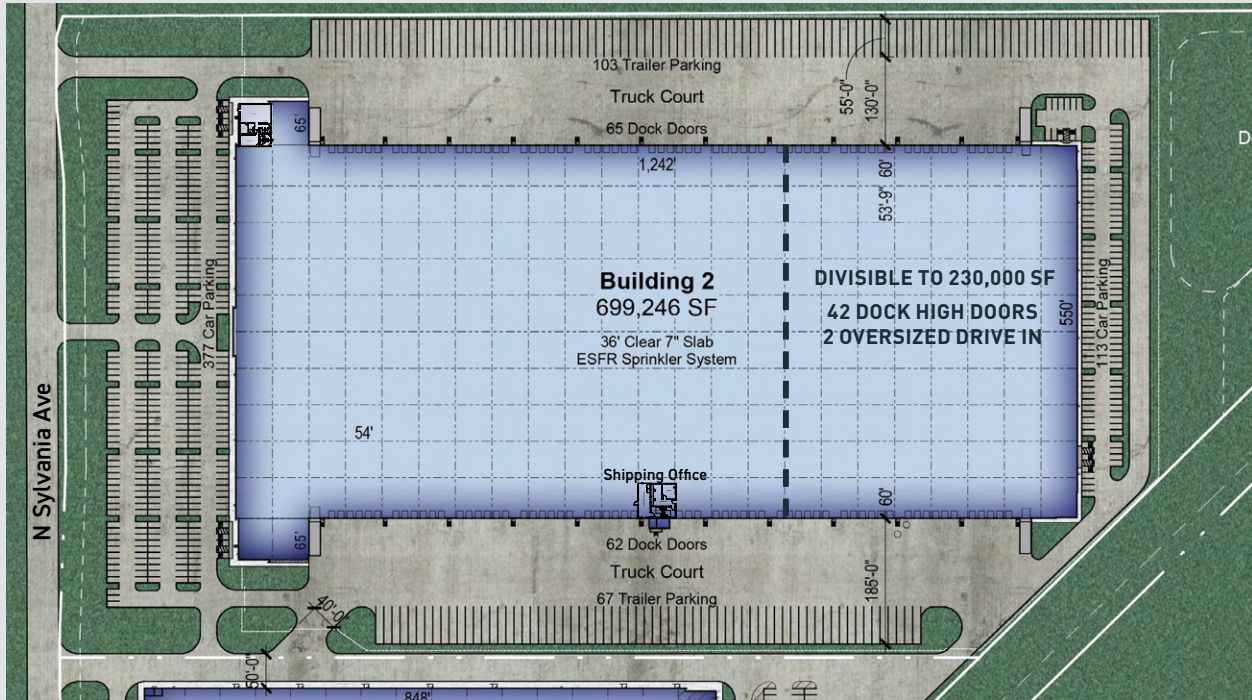 103 Trailer Parking
Truck Court
65 Dock Doors
55'-0"
130'-0"
65'
1,242'
60'
53'-9"
Building 2
699,246 SF
36' Clear 7" Slab
ESFR Sprinkler System
DIVISIBLE TO 230,000 SF
42 DOCK HIGH DOORS
2 OVERSIZED DRIVE IN
550'
113 Car Parking
377 Car Parking
N Sylvania Ave
54'
Shipping Office
60'
65'
62 Dock Doors
Truck Court
67 Trailer Parking
185'-0"
40'-0"
50'-0"
848'
D